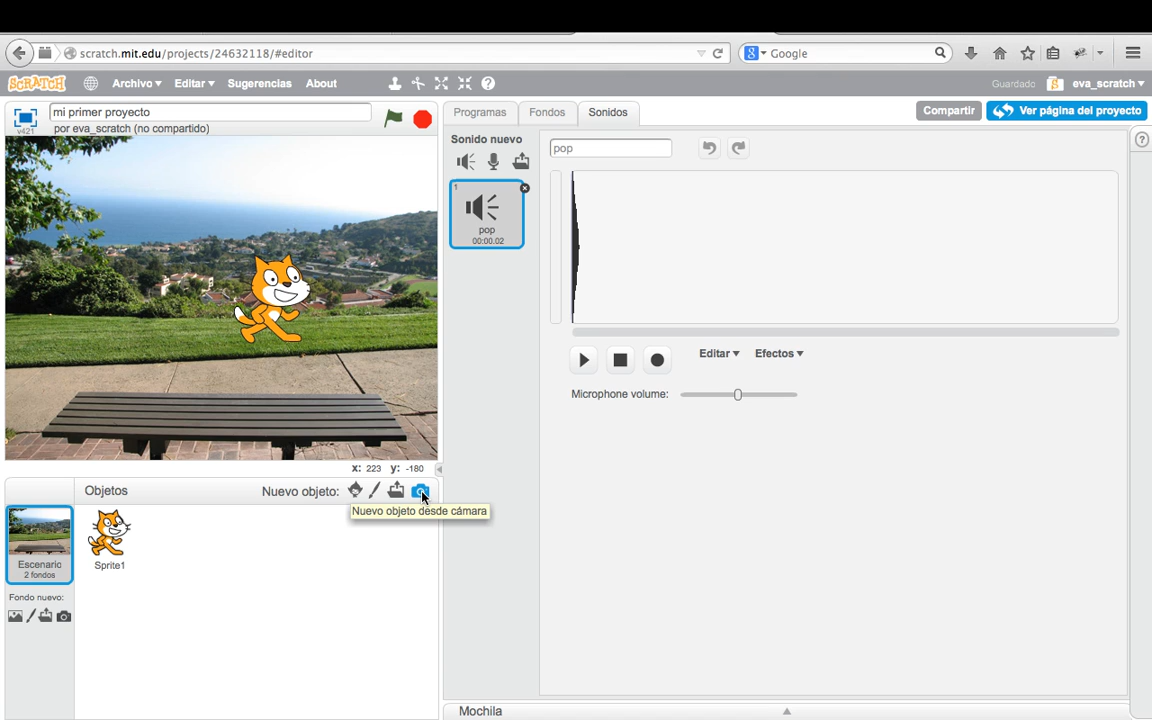 scratch.mit.edu/projects/24632118/#editor
Google
SCRATCH
Archivo
Editar
Sugerencias
About
Guardado
eva_scratch
v421
mi primer proyecto
por eva_scratch (no compartido)
Programas
Fondos
Sonidos
Compartir
Ver página del proyecto
Sonido nuevo
pop
1
pop
00:00.02
Editar
Efectos
Microphone volume:
x: 223 y: -180
Objetos
Nuevo objeto:
Nuevo objeto desde cámara
Escenario
2 fondos
Sprite1
Fondo nuevo:
Mochila